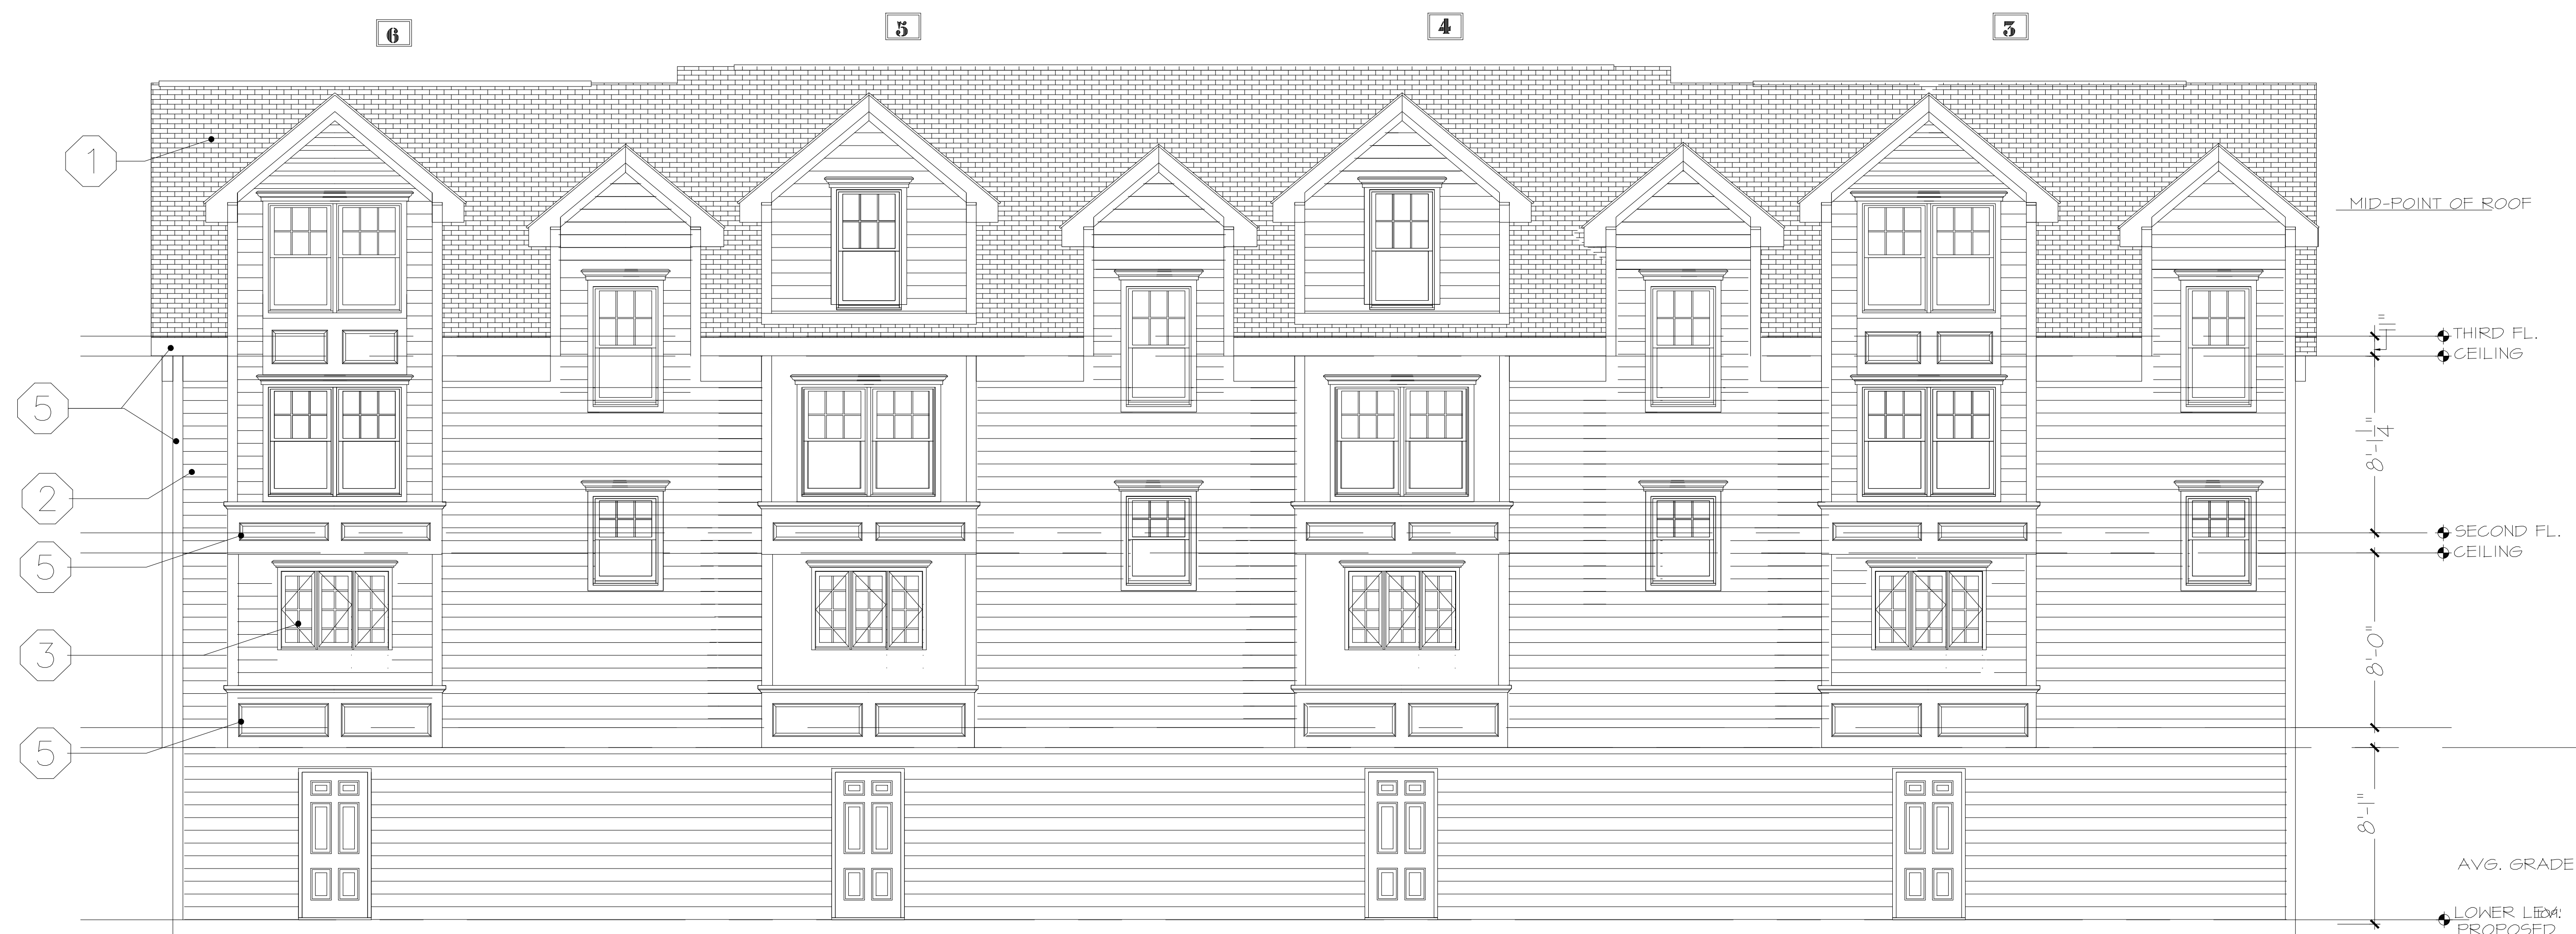 6
5
4
3
1
MID-POINT OF ROOF
11"
THIRD FL.
CEILING
5
8'-1 1/4"
2
SECOND FL.
CEILING
5
3
8'-0"
5
8'-1"
AVG. GRADE
LOWER
PROPOSED